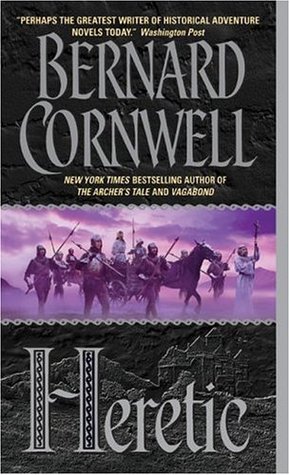 "PERHAPS THE GREATEST WRITER OF HISTORICAL ADVENTURE
NOVELS TODAY." Washington Post
BERNARD
CORNWELL
NEW YORK TIMES BESTSELLING AUTHOR OF
THE ARCHER'S TALE AND VAGABOND
Heretic